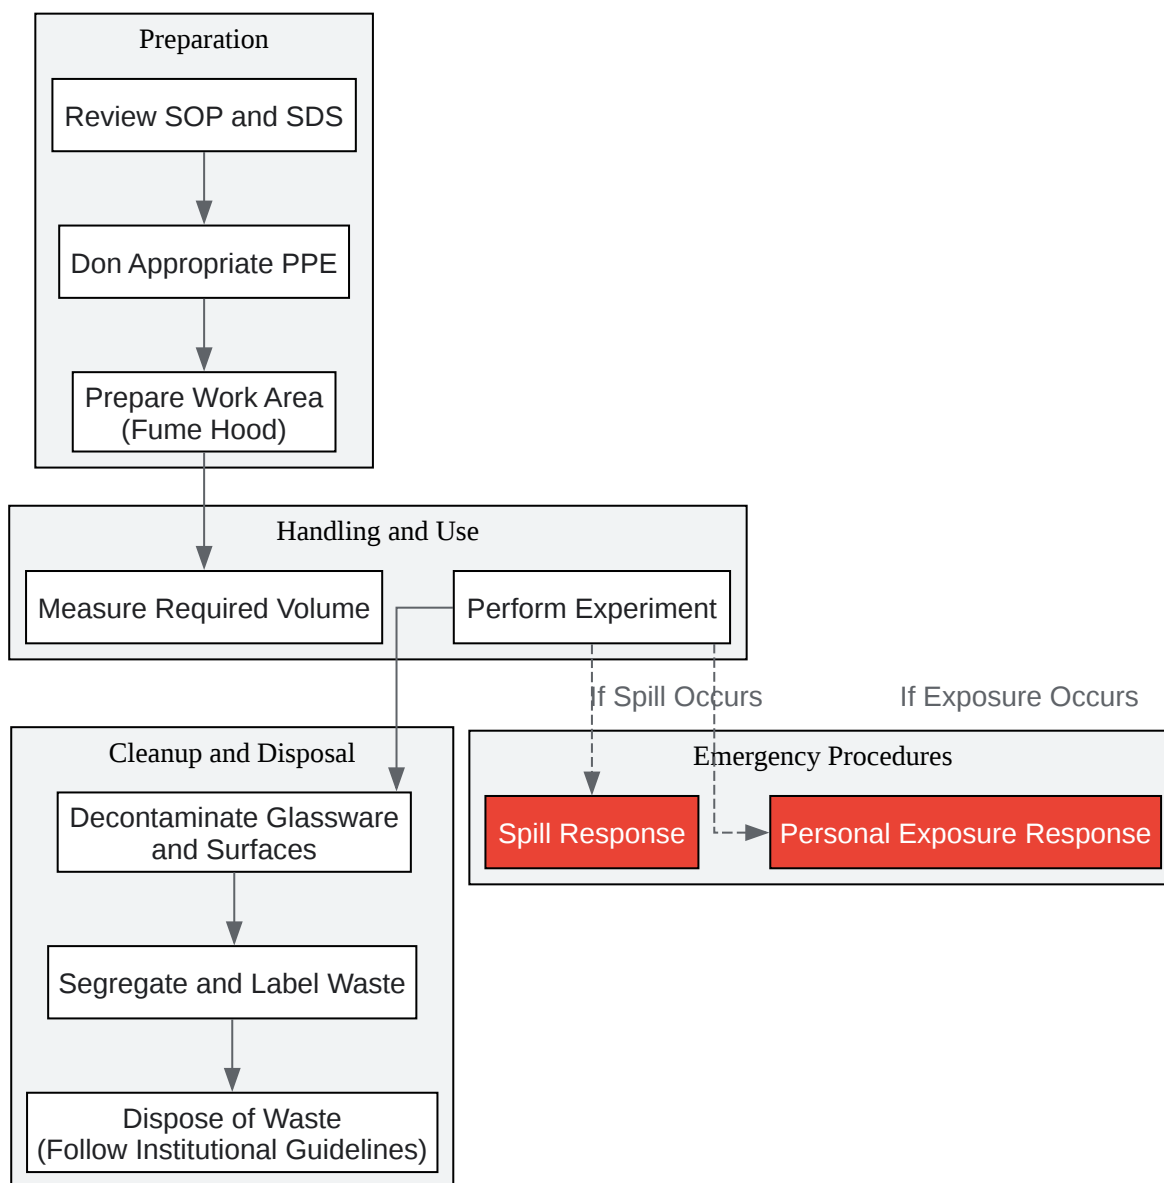 Preparation
Review SOP and SDS
Don Appropriate PPE
Prepare Work Area
(Fume Hood)
Handling and Use
Measure Required Volume
Perform Experiment
If Spill Occurs
If Exposure Occurs
Cleanup and Disposal
Decontaminate Glassware
and Surfaces
Segregate and Label Waste
Dispose of Waste
(Follow Institutional Guidelines)
Emergency Procedures
Spill Response
Personal Exposure Response